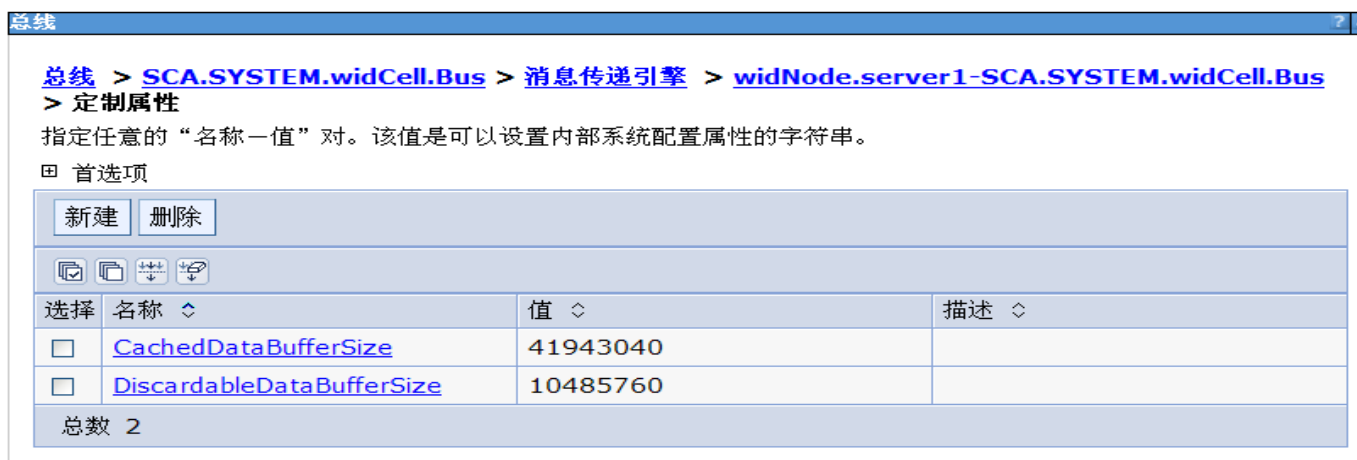 总线 ?
总线 > SCA.SYSTEM.widCell.Bus > 消息传递引擎 > widNode.server1-SCA.SYSTEM.widCell.Bus
> 定制属性
指定任意的“名称－值”对。该值是可以设置内部系统配置属性的字符串。
首选项
新建 删除
选择 名称 值 描述
CachedDataBufferSize 41943040
DiscardableDataBufferSize 10485760
总数 2